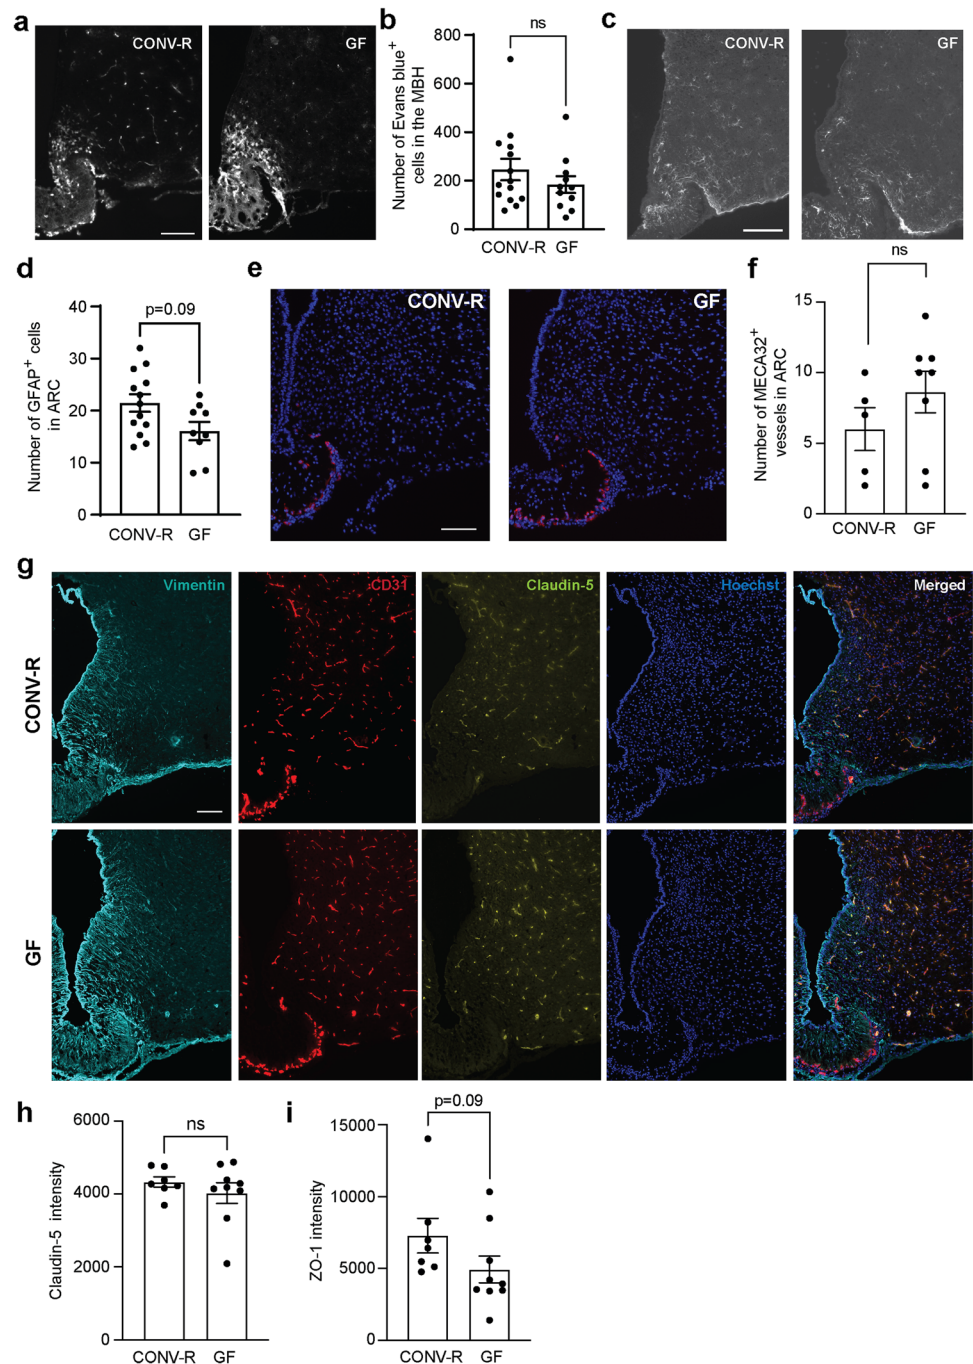 a
CONV-R
GF
b
ns
800
600
400
200
0
Number of Evans blue⁺
cells in the MBH
CONV-R GF
c
CONV-R
GF
d
p=0.09
40
30
20
10
0
Number of GFAP⁺ cells
in ARC
CONV-R GF
e
CONV-R
GF
f
ns
15
10
5
0
Number of MECA32⁺
vessels in ARC
CONV-R GF
g
Vimentin
CD31
Claudin-5
Hoechst
Merged
CONV-R
GF
h
ns
6000
4000
2000
0
Claudin-5 intensity
CONV-R GF
i
p=0.09
15000
10000
5000
0
ZO-1 intensity
CONV-R GF